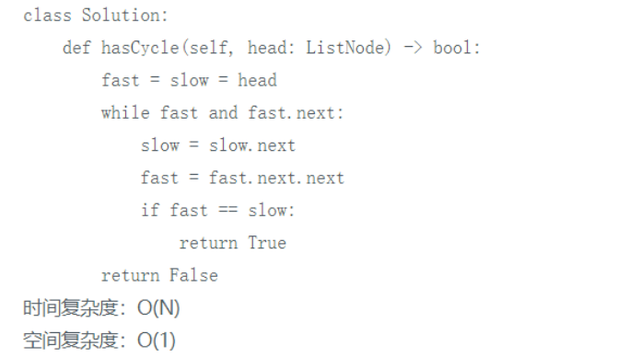 class Solution:
    def hasCycle(self, head: ListNode) -> bool:
        fast = slow = head
        while fast and fast.next:
            slow = slow.next
            fast = fast.next.next
            if fast == slow:
                return True
        return False
时间复杂度：O(N)
空间复杂度：O(1)